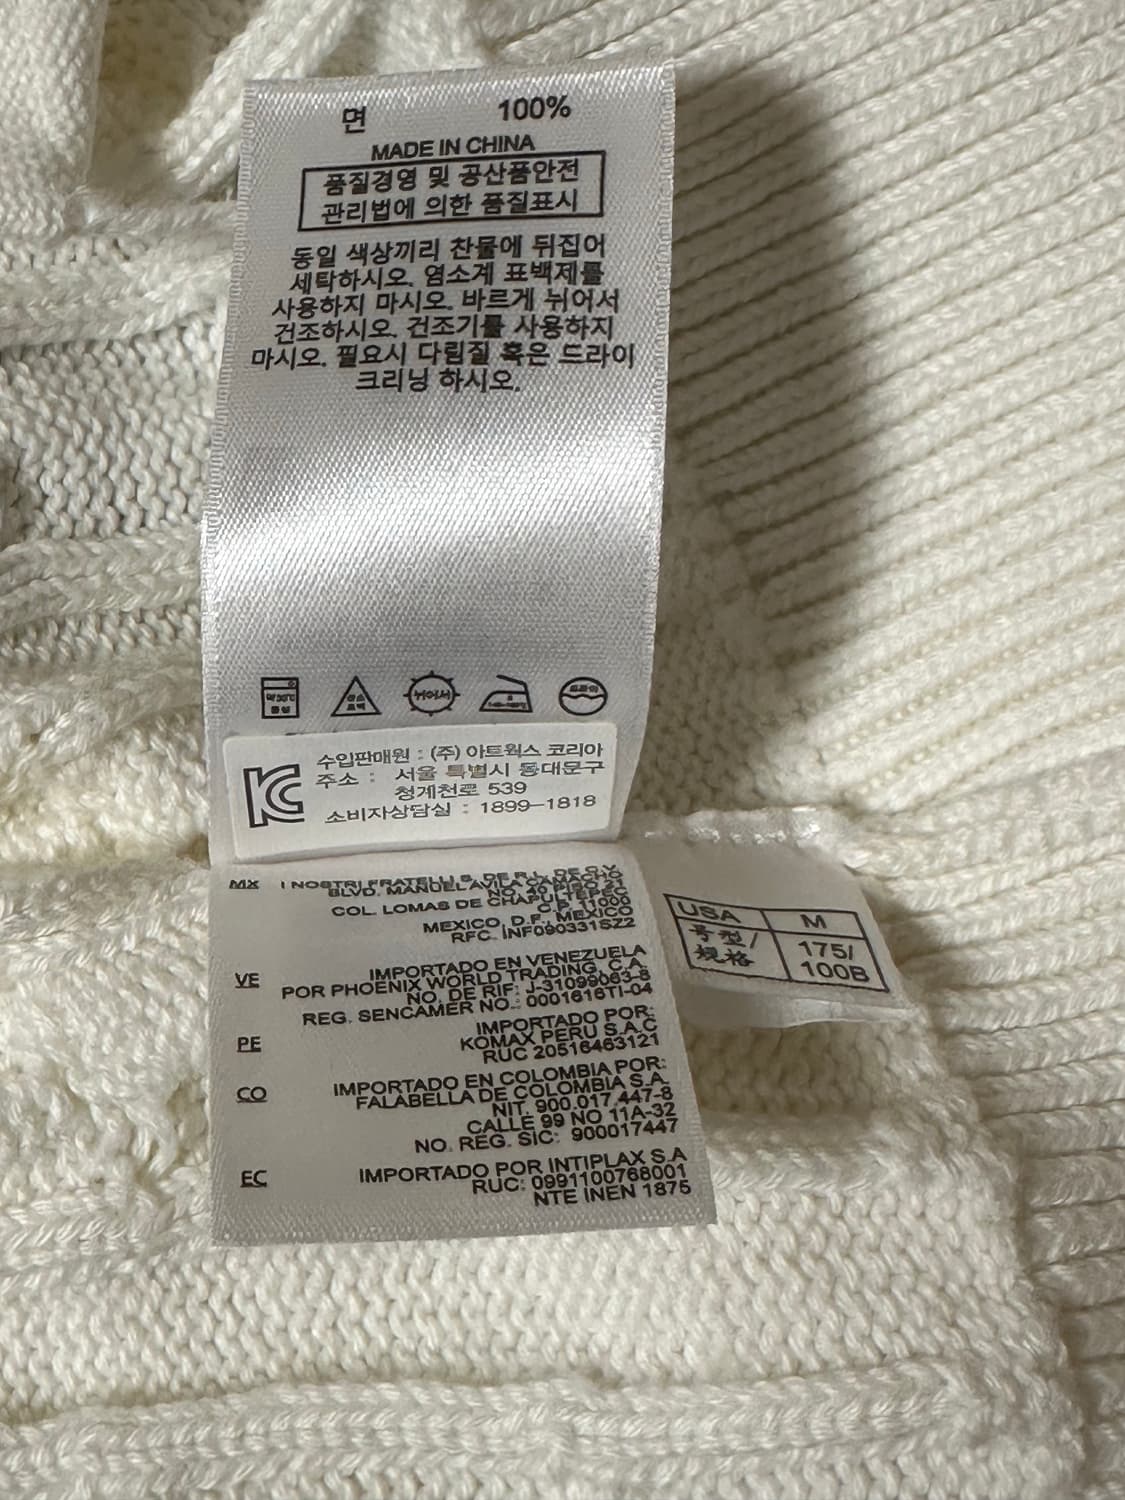 면 100%
MADE IN CHINA
품질경영 및 공산품안전
관리법에 의한 품질표시
동일 색상끼리 찬물에 뒤집어
세탁하시오. 염소계 표백제를
사용하지 마시오. 바르게 뉘어서
건조하시오. 건조기를 사용하지
마시오. 필요시 다림질 혹은 드라이
크리닝 하시오.
뉘어서
수입판매원 : (주) 아트웍스 코리아
주소 : 서울 특별시 동대문구
청계천로 539
소비자상담실 : 1899-1818
MX I NOSTRI FRATELLI S. DE R.L. DE C.V.
BLVD. MANUEL AVILA CAMACHO
NO. 40 PISO 21
COL. LOMAS DE CHAPULTEPEC
C.P. 11000
MEXICO, D.F., MEXICO
RFC. INF090331SZ2
VE IMPORTADO EN VENEZUELA
POR PHOENIX WORLD TRADING, C.A.
NO. DE RIF: J-31099063-8
REG. SENCAMER NO.: 0001616TI-04
PE IMPORTADO POR:
KOMAX PERU S.A.C
RUC 20516463121
CO IMPORTADO EN COLOMBIA POR:
FALABELLA DE COLOMBIA S.A.
NIT. 900.017.447-8
CALLE 99 NO 11A-32
NO. REG. SIC: 900017447
EC IMPORTADO POR INTIPLAX S.A
RUC: 0991100768001
NTE INEN 1875
USA M
号型/ 175/
规格 100B